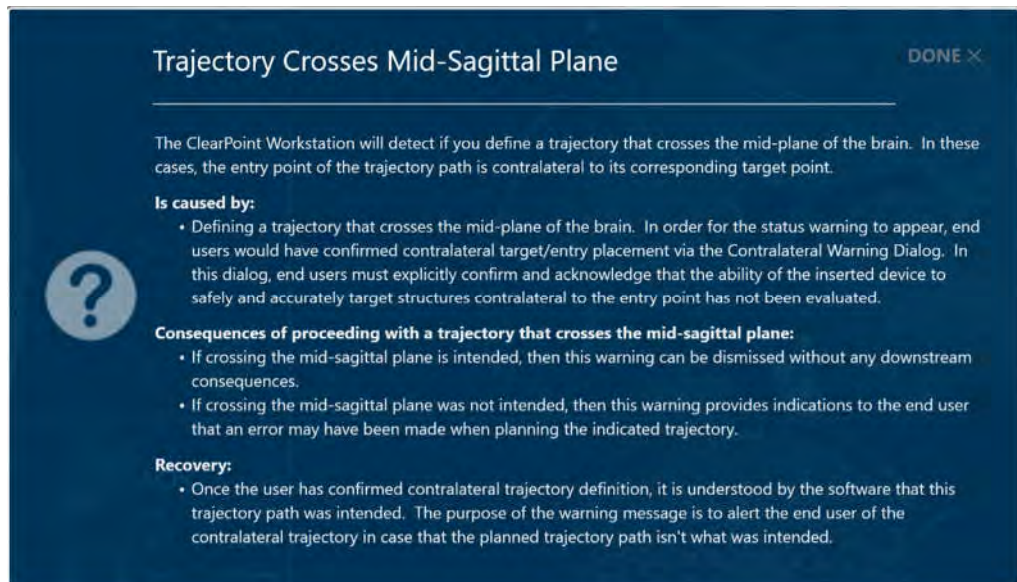 Trajectory Crosses Mid-Sagittal Plane
DONE ×
The ClearPoint Workstation will detect if you define a trajectory that crosses the mid-plane of the brain. In these
cases, the entry point of the trajectory path is contralateral to its corresponding target point.
Is caused by:
• Defining a trajectory that crosses the mid-plane of the brain. In order for the status warning to appear, end
users would have confirmed contralateral target/entry placement via the Contralateral Warning Dialog. In
this dialog, end users must explicitly confirm and acknowledge that the ability of the inserted device to
safely and accurately target structures contralateral to the entry point has not been evaluated.
Consequences of proceeding with a trajectory that crosses the mid-sagittal plane:
• If crossing the mid-sagittal plane is intended, then this warning can be dismissed without any downstream
consequences.
• If crossing the mid-sagittal plane was not intended, then this warning provides indications to the end user
that an error may have been made when planning the indicated trajectory.
Recovery:
• Once the user has confirmed contralateral trajectory definition, it is understood by the software that this
trajectory path was intended. The purpose of the warning message is to alert the end user of the
contralateral trajectory in case that the planned trajectory path isn't what was intended.
?